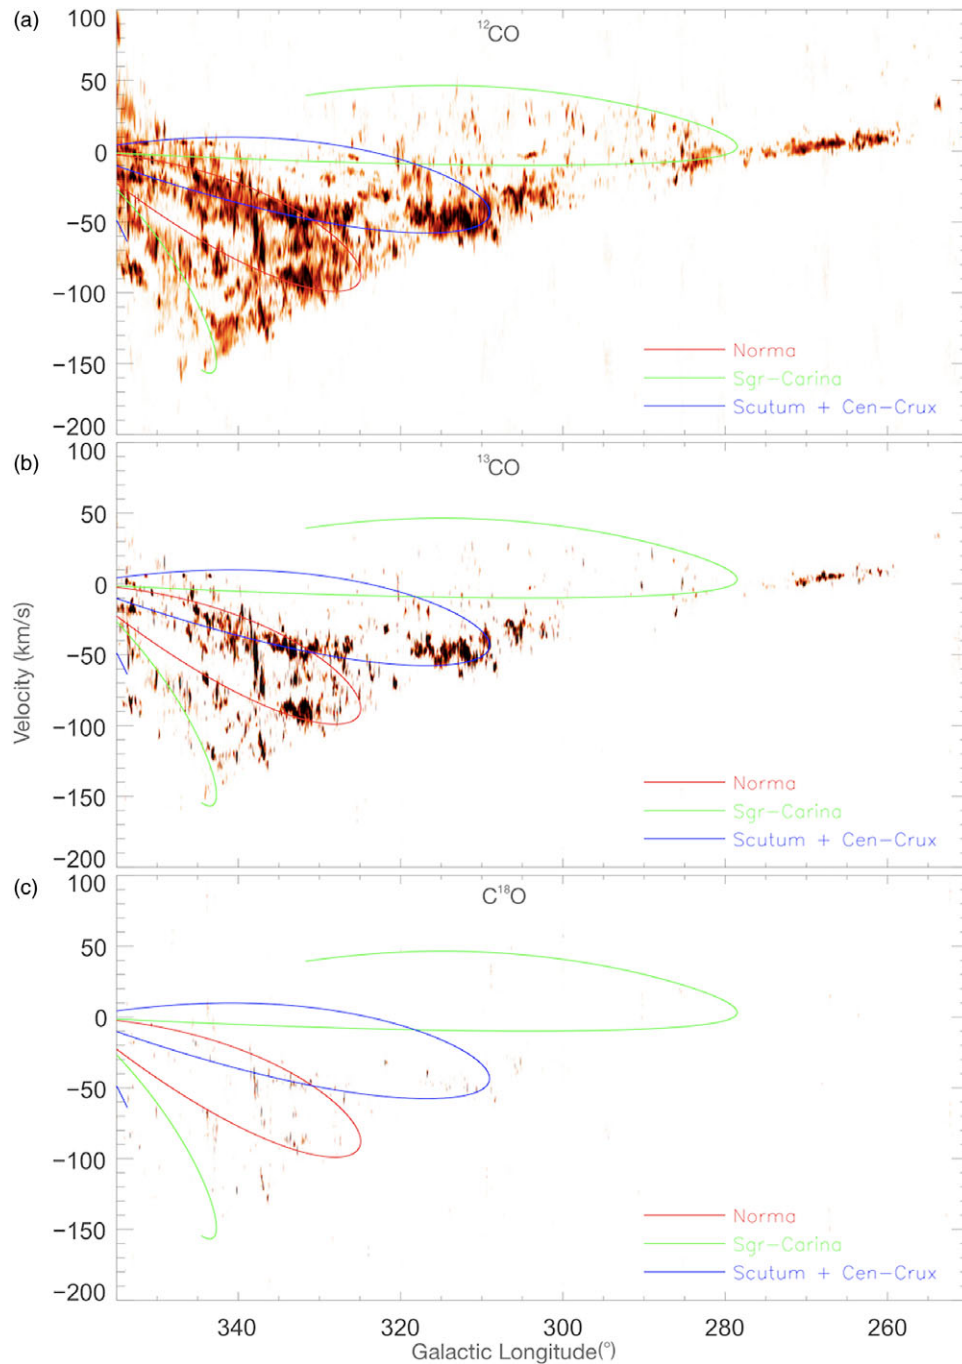 (a)
¹²CO
100
50
0
−50
−100
−150
−200
Norma
Sgr−Carina
Scutum + Cen−Crux
(b)
¹³CO
100
50
0
−50
−100
−150
−200
Velocity (km/s)
Norma
Sgr−Carina
Scutum + Cen−Crux
(c)
C¹⁸O
100
50
0
−50
−100
−150
−200
Norma
Sgr−Carina
Scutum + Cen−Crux
340 320 300 280 260
Galactic Longitude(°)